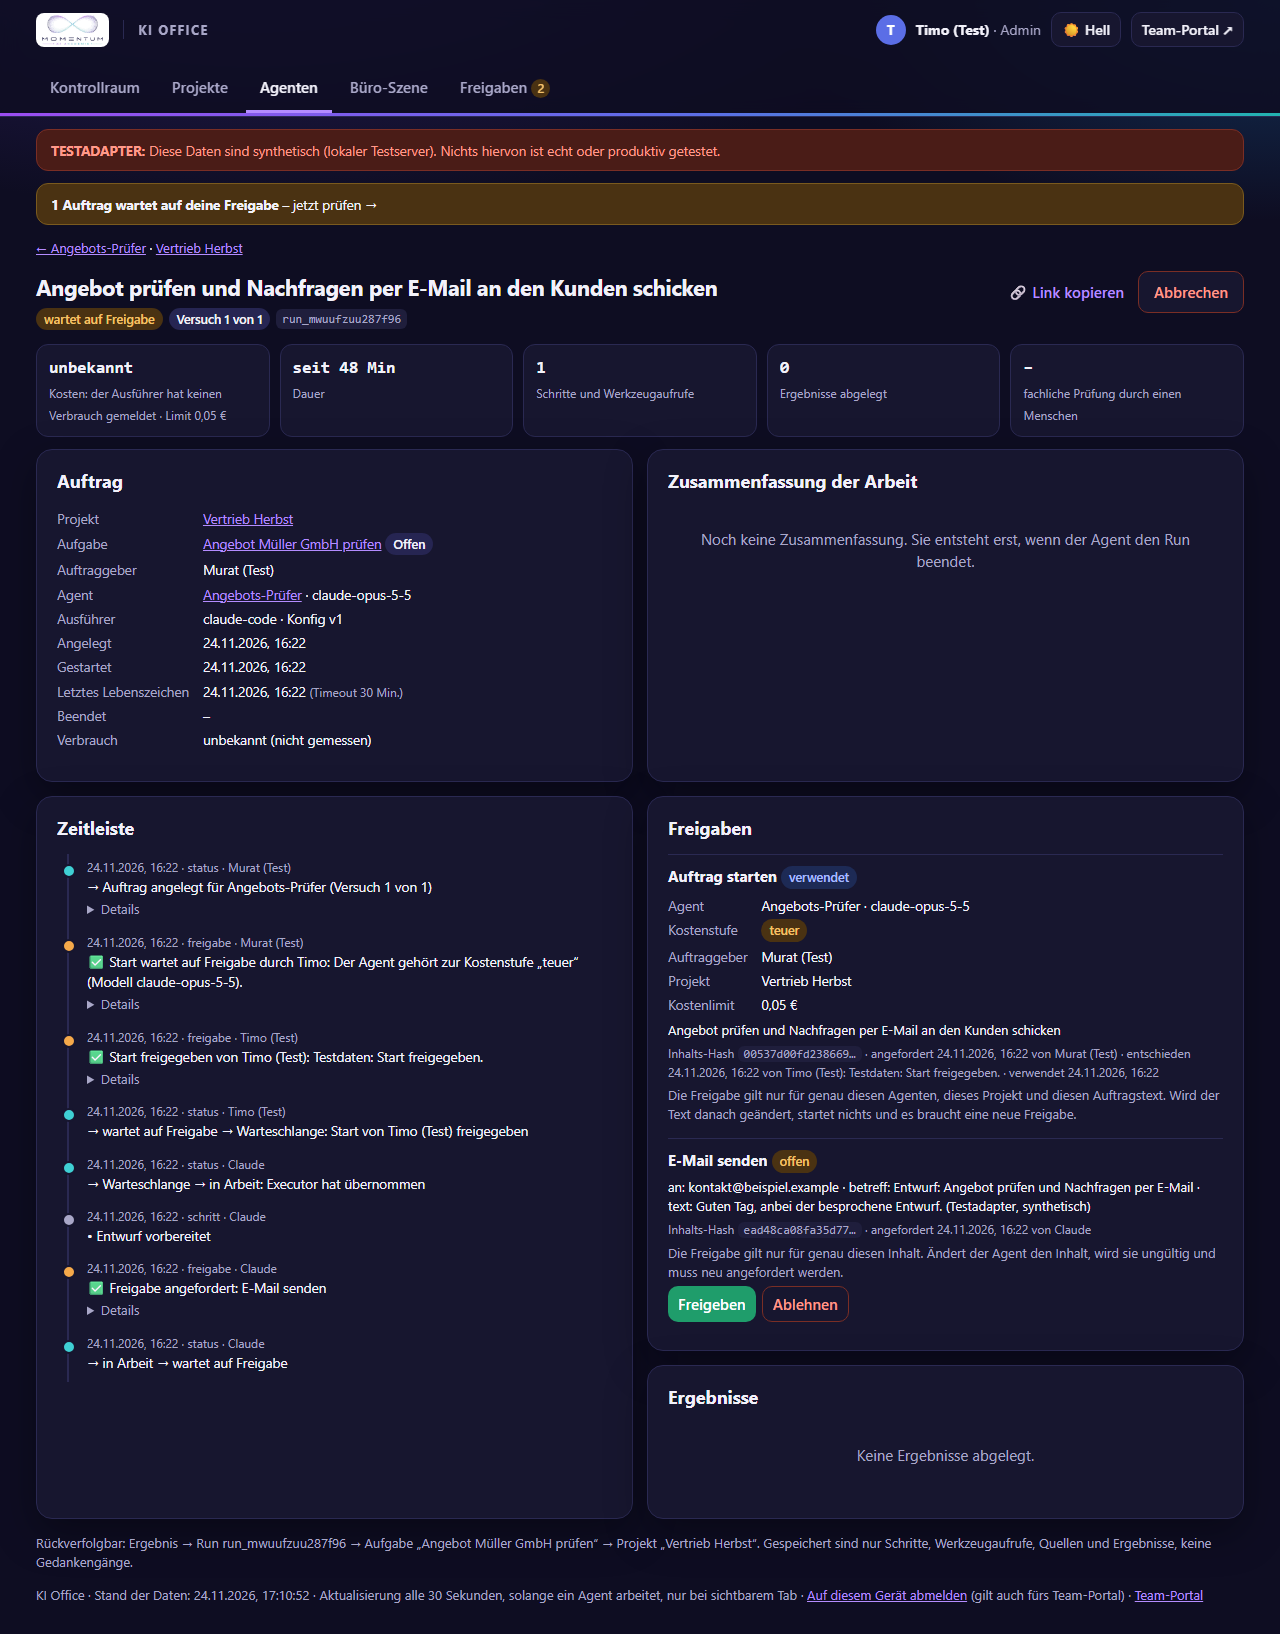 MOMENTUM
KI OFFICE
T
Timo (Test) · Admin
Hell
Team-Portal ↗
Kontrollraum
Projekte
Agenten
Büro-Szene
Freigaben 2
TESTADAPTER: Diese Daten sind synthetisch (lokaler Testserver). Nichts hiervon ist echt oder produktiv getestet.
1 Auftrag wartet auf deine Freigabe – jetzt prüfen →
← Angebots-Prüfer · Vertrieb Herbst
Angebot prüfen und Nachfragen per E-Mail an den Kunden schicken
Link kopieren
Abbrechen
wartet auf Freigabe
Versuch 1 von 1
run_mwuufzuu287f96
unbekannt
Kosten: der Ausführer hat keinen
Verbrauch gemeldet · Limit 0,05 €
seit 48 Min
Dauer
1
Schritte und Werkzeugaufrufe
0
Ergebnisse abgelegt
–
fachliche Prüfung durch einen
Menschen
Auftrag
Projekt Vertrieb Herbst
Aufgabe Angebot Müller GmbH prüfen Offen
Auftraggeber Murat (Test)
Agent Angebots-Prüfer · claude-opus-5-5
Ausführer claude-code · Konfig v1
Angelegt 24.11.2026, 16:22
Gestartet 24.11.2026, 16:22
Letztes Lebenszeichen 24.11.2026, 16:22 (Timeout 30 Min.)
Beendet –
Verbrauch unbekannt (nicht gemessen)
Zusammenfassung der Arbeit
Noch keine Zusammenfassung. Sie entsteht erst, wenn der Agent den Run
beendet.
Zeitleiste
24.11.2026, 16:22 · status · Murat (Test)
→ Auftrag angelegt für Angebots-Prüfer (Versuch 1 von 1)
▶ Details
24.11.2026, 16:22 · freigabe · Murat (Test)
✅ Start wartet auf Freigabe durch Timo: Der Agent gehört zur Kostenstufe „teuer“
(Modell claude-opus-5-5).
▶ Details
24.11.2026, 16:22 · freigabe · Timo (Test)
✅ Start freigegeben von Timo (Test): Testdaten: Start freigegeben.
▶ Details
24.11.2026, 16:22 · status · Timo (Test)
→ wartet auf Freigabe → Warteschlange: Start von Timo (Test) freigegeben
24.11.2026, 16:22 · status · Claude
→ Warteschlange → in Arbeit: Executor hat übernommen
24.11.2026, 16:22 · schritt · Claude
• Entwurf vorbereitet
24.11.2026, 16:22 · freigabe · Claude
✅ Freigabe angefordert: E-Mail senden
▶ Details
24.11.2026, 16:22 · status · Claude
→ in Arbeit → wartet auf Freigabe
Freigaben
Auftrag starten verwendet
Agent Angebots-Prüfer · claude-opus-5-5
Kostenstufe teuer
Auftraggeber Murat (Test)
Projekt Vertrieb Herbst
Kostenlimit 0,05 €
Angebot prüfen und Nachfragen per E-Mail an den Kunden schicken
Inhalts-Hash 00537d00fd238669… · angefordert 24.11.2026, 16:22 von Murat (Test) · entschieden
24.11.2026, 16:22 von Timo (Test): Testdaten: Start freigegeben. · verwendet 24.11.2026, 16:22
Die Freigabe gilt nur für genau diesen Agenten, dieses Projekt und diesen Auftragstext. Wird der
Text danach geändert, startet nichts und es braucht eine neue Freigabe.
E-Mail senden offen
an: kontakt@beispiel.example · betreff: Entwurf: Angebot prüfen und Nachfragen per E-Mail ·
text: Guten Tag, anbei der besprochene Entwurf. (Testadapter, synthetisch)
Inhalts-Hash ead48ca08fa35d77… · angefordert 24.11.2026, 16:22 von Claude
Die Freigabe gilt nur für genau diesen Inhalt. Ändert der Agent den Inhalt, wird sie ungültig und
muss neu angefordert werden.
Freigeben
Ablehnen
Ergebnisse
Keine Ergebnisse abgelegt.
Rückverfolgbar: Ergebnis → Run run_mwuufzuu287f96 → Aufgabe „Angebot Müller GmbH prüfen“ → Projekt „Vertrieb Herbst“. Gespeichert sind nur Schritte, Werkzeugaufrufe, Quellen und Ergebnisse, keine
Gedankengänge.
KI Office · Stand der Daten: 24.11.2026, 17:10:52 · Aktualisierung alle 30 Sekunden, solange ein Agent arbeitet, nur bei sichtbarem Tab · Auf diesem Gerät abmelden (gilt auch fürs Team-Portal) · Team-Portal